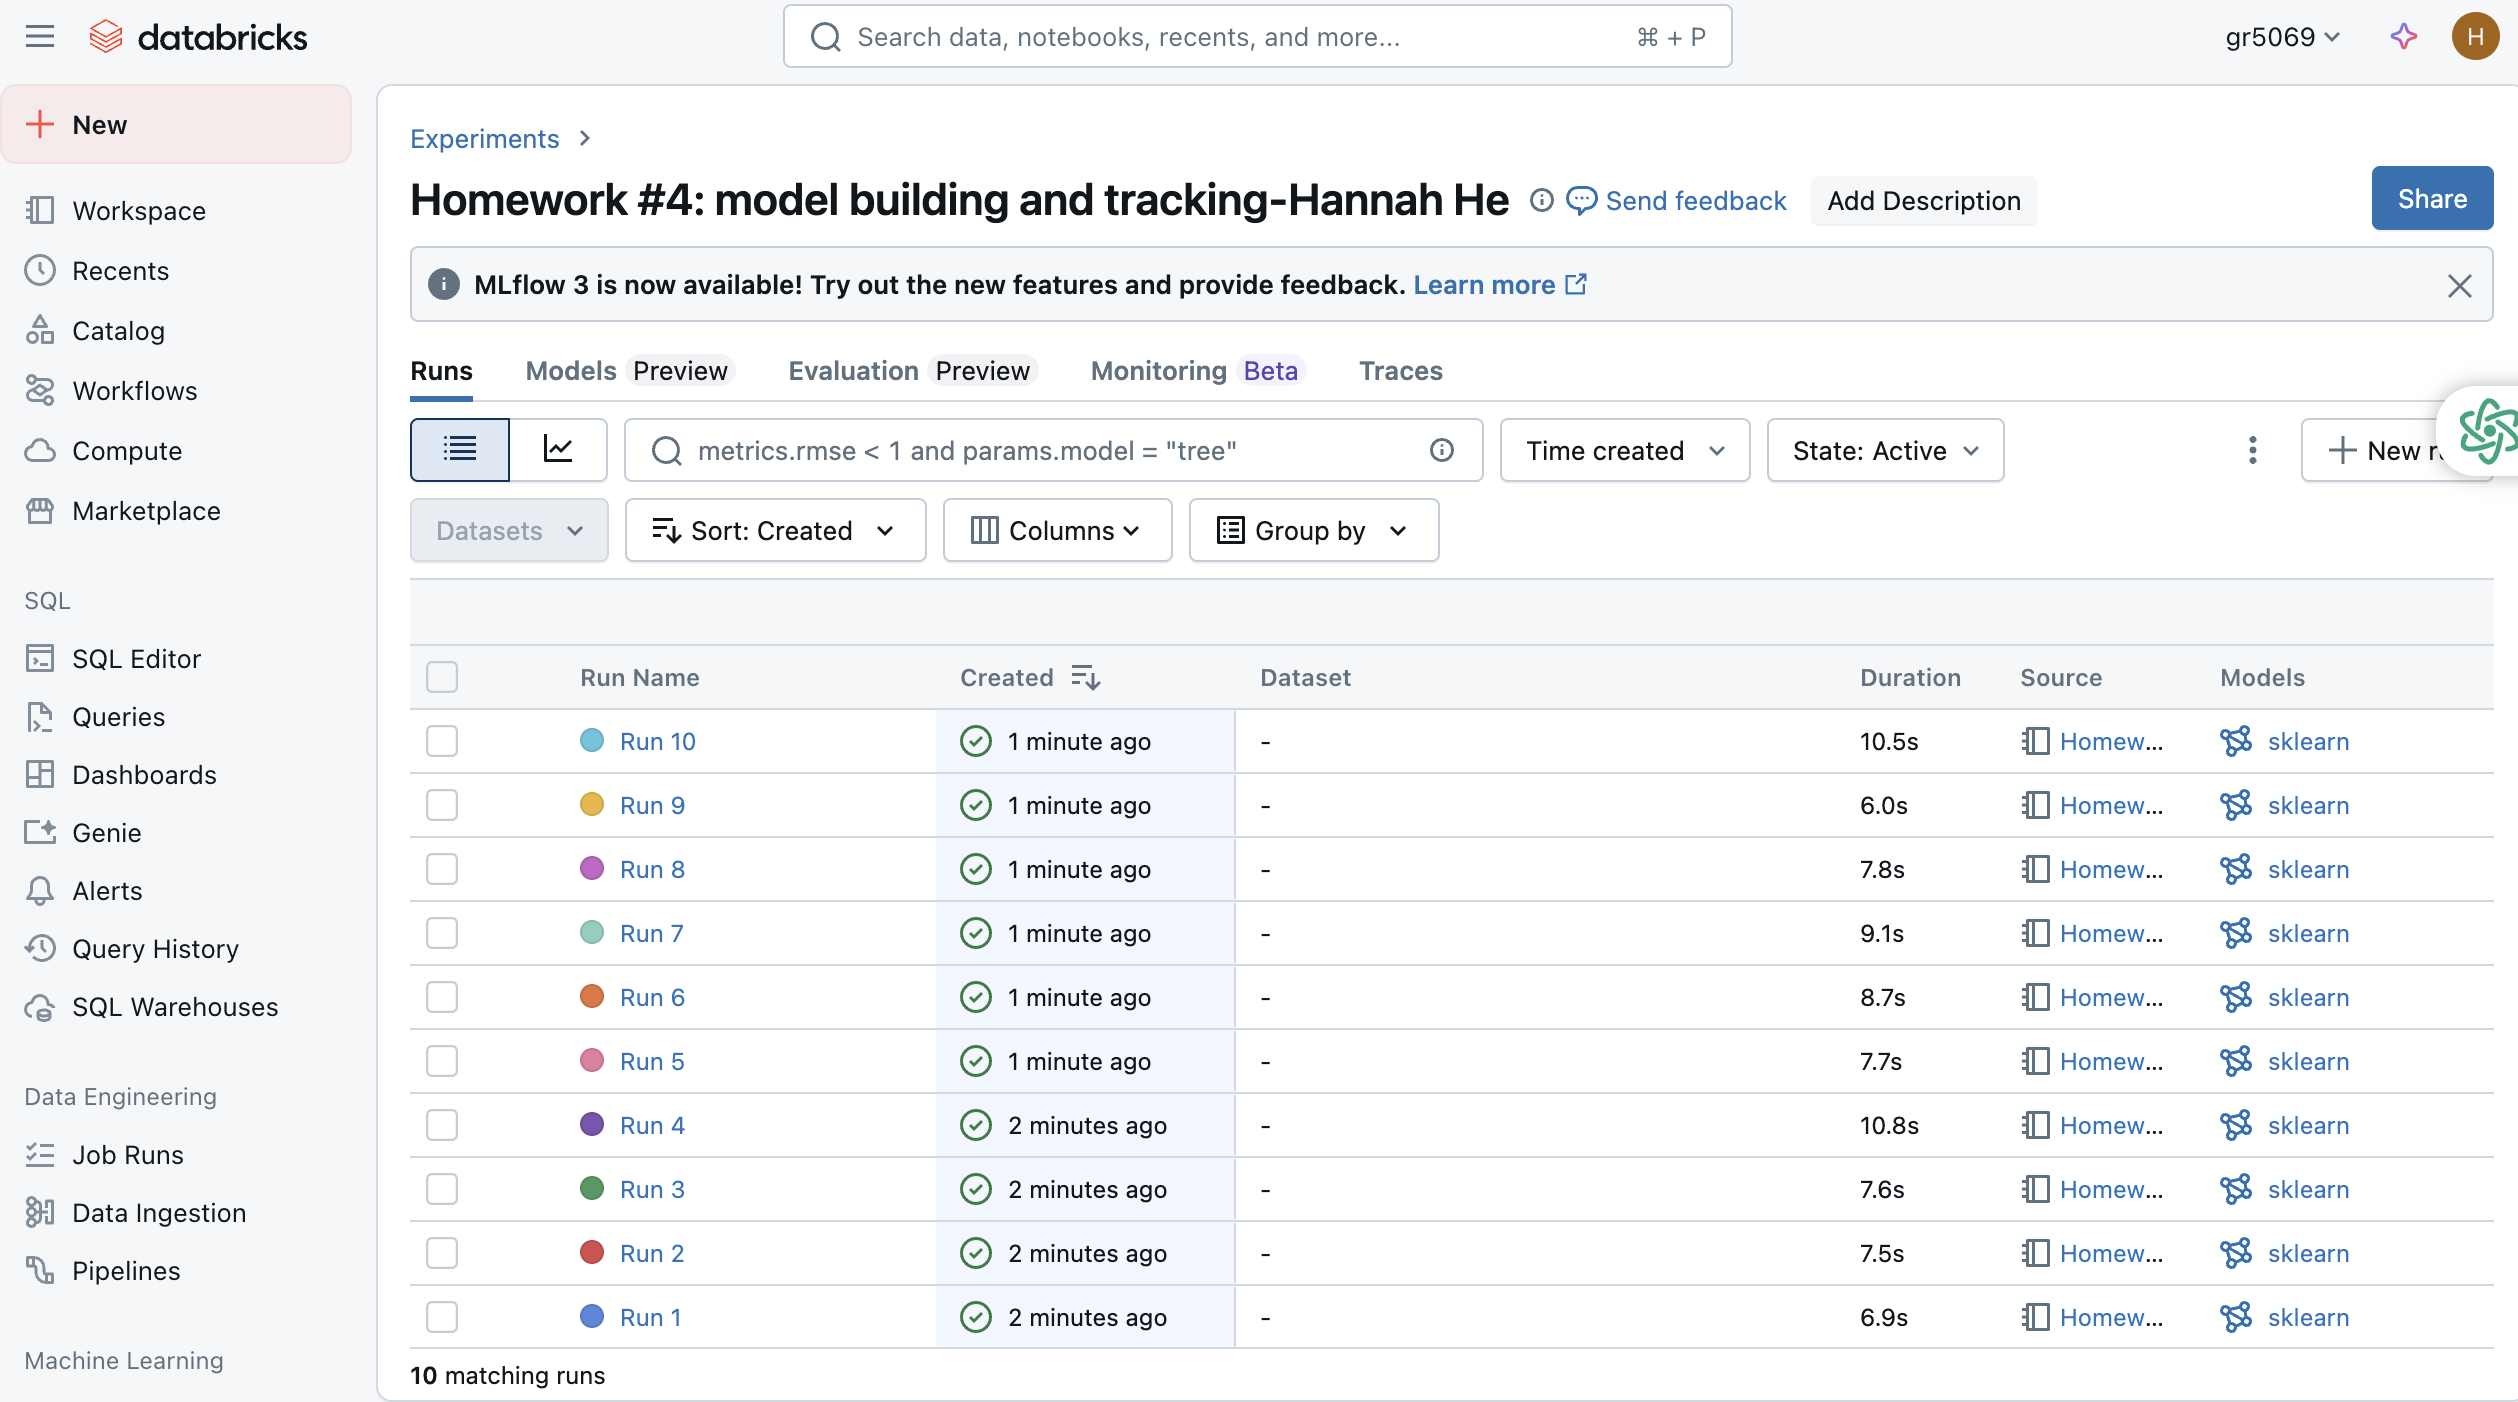 databricks
Search data, notebooks, recents, and more...
⌘ + P
gr5069
H
New
Workspace
Recents
Catalog
Workflows
Compute
Marketplace
SQL
SQL Editor
Queries
Dashboards
Genie
Alerts
Query History
SQL Warehouses
Data Engineering
Job Runs
Data Ingestion
Pipelines
Machine Learning
Experiments
Homework #4: model building and tracking-Hannah He
Send feedback
Add Description
Share
MLflow 3 is now available! Try out the new features and provide feedback. Learn more
Runs Models Preview Evaluation Preview Monitoring Beta Traces
metrics.rmse < 1 and params.model = "tree"
Time created
State: Active
New
Datasets
Sort: Created
Columns
Group by
Run Name Created Dataset Duration Source Models
Run 10 1 minute ago - 10.5s Homew... sklearn
Run 9 1 minute ago - 6.0s Homew... sklearn
Run 8 1 minute ago - 7.8s Homew... sklearn
Run 7 1 minute ago - 9.1s Homew... sklearn
Run 6 1 minute ago - 8.7s Homew... sklearn
Run 5 1 minute ago - 7.7s Homew... sklearn
Run 4 2 minutes ago - 10.8s Homew... sklearn
Run 3 2 minutes ago - 7.6s Homew... sklearn
Run 2 2 minutes ago - 7.5s Homew... sklearn
Run 1 2 minutes ago - 6.9s Homew... sklearn
10 matching runs